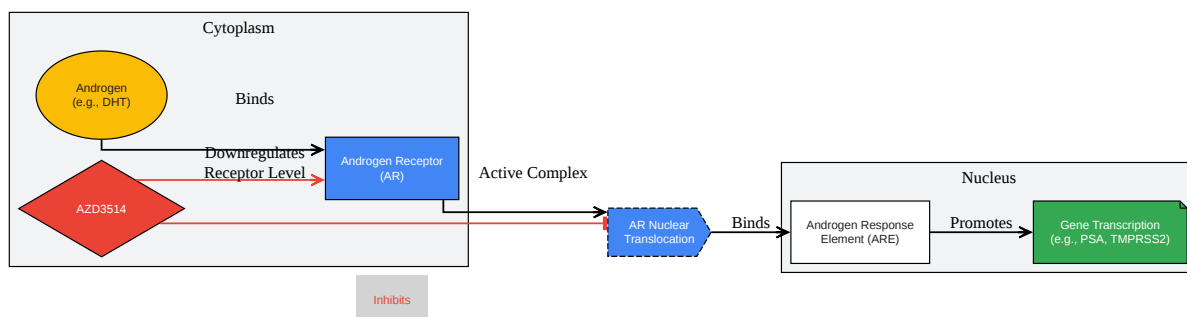 Cytoplasm
Androgen
(e.g., DHT)
Binds
Downregulates
Receptor Level
Androgen Receptor
(AR)
AZD3514
Active Complex
AR Nuclear
Translocation
Binds
Nucleus
Androgen Response
Element (ARE)
Promotes
Gene Transcription
(e.g., PSA, TMPRSS2)
Inhibits